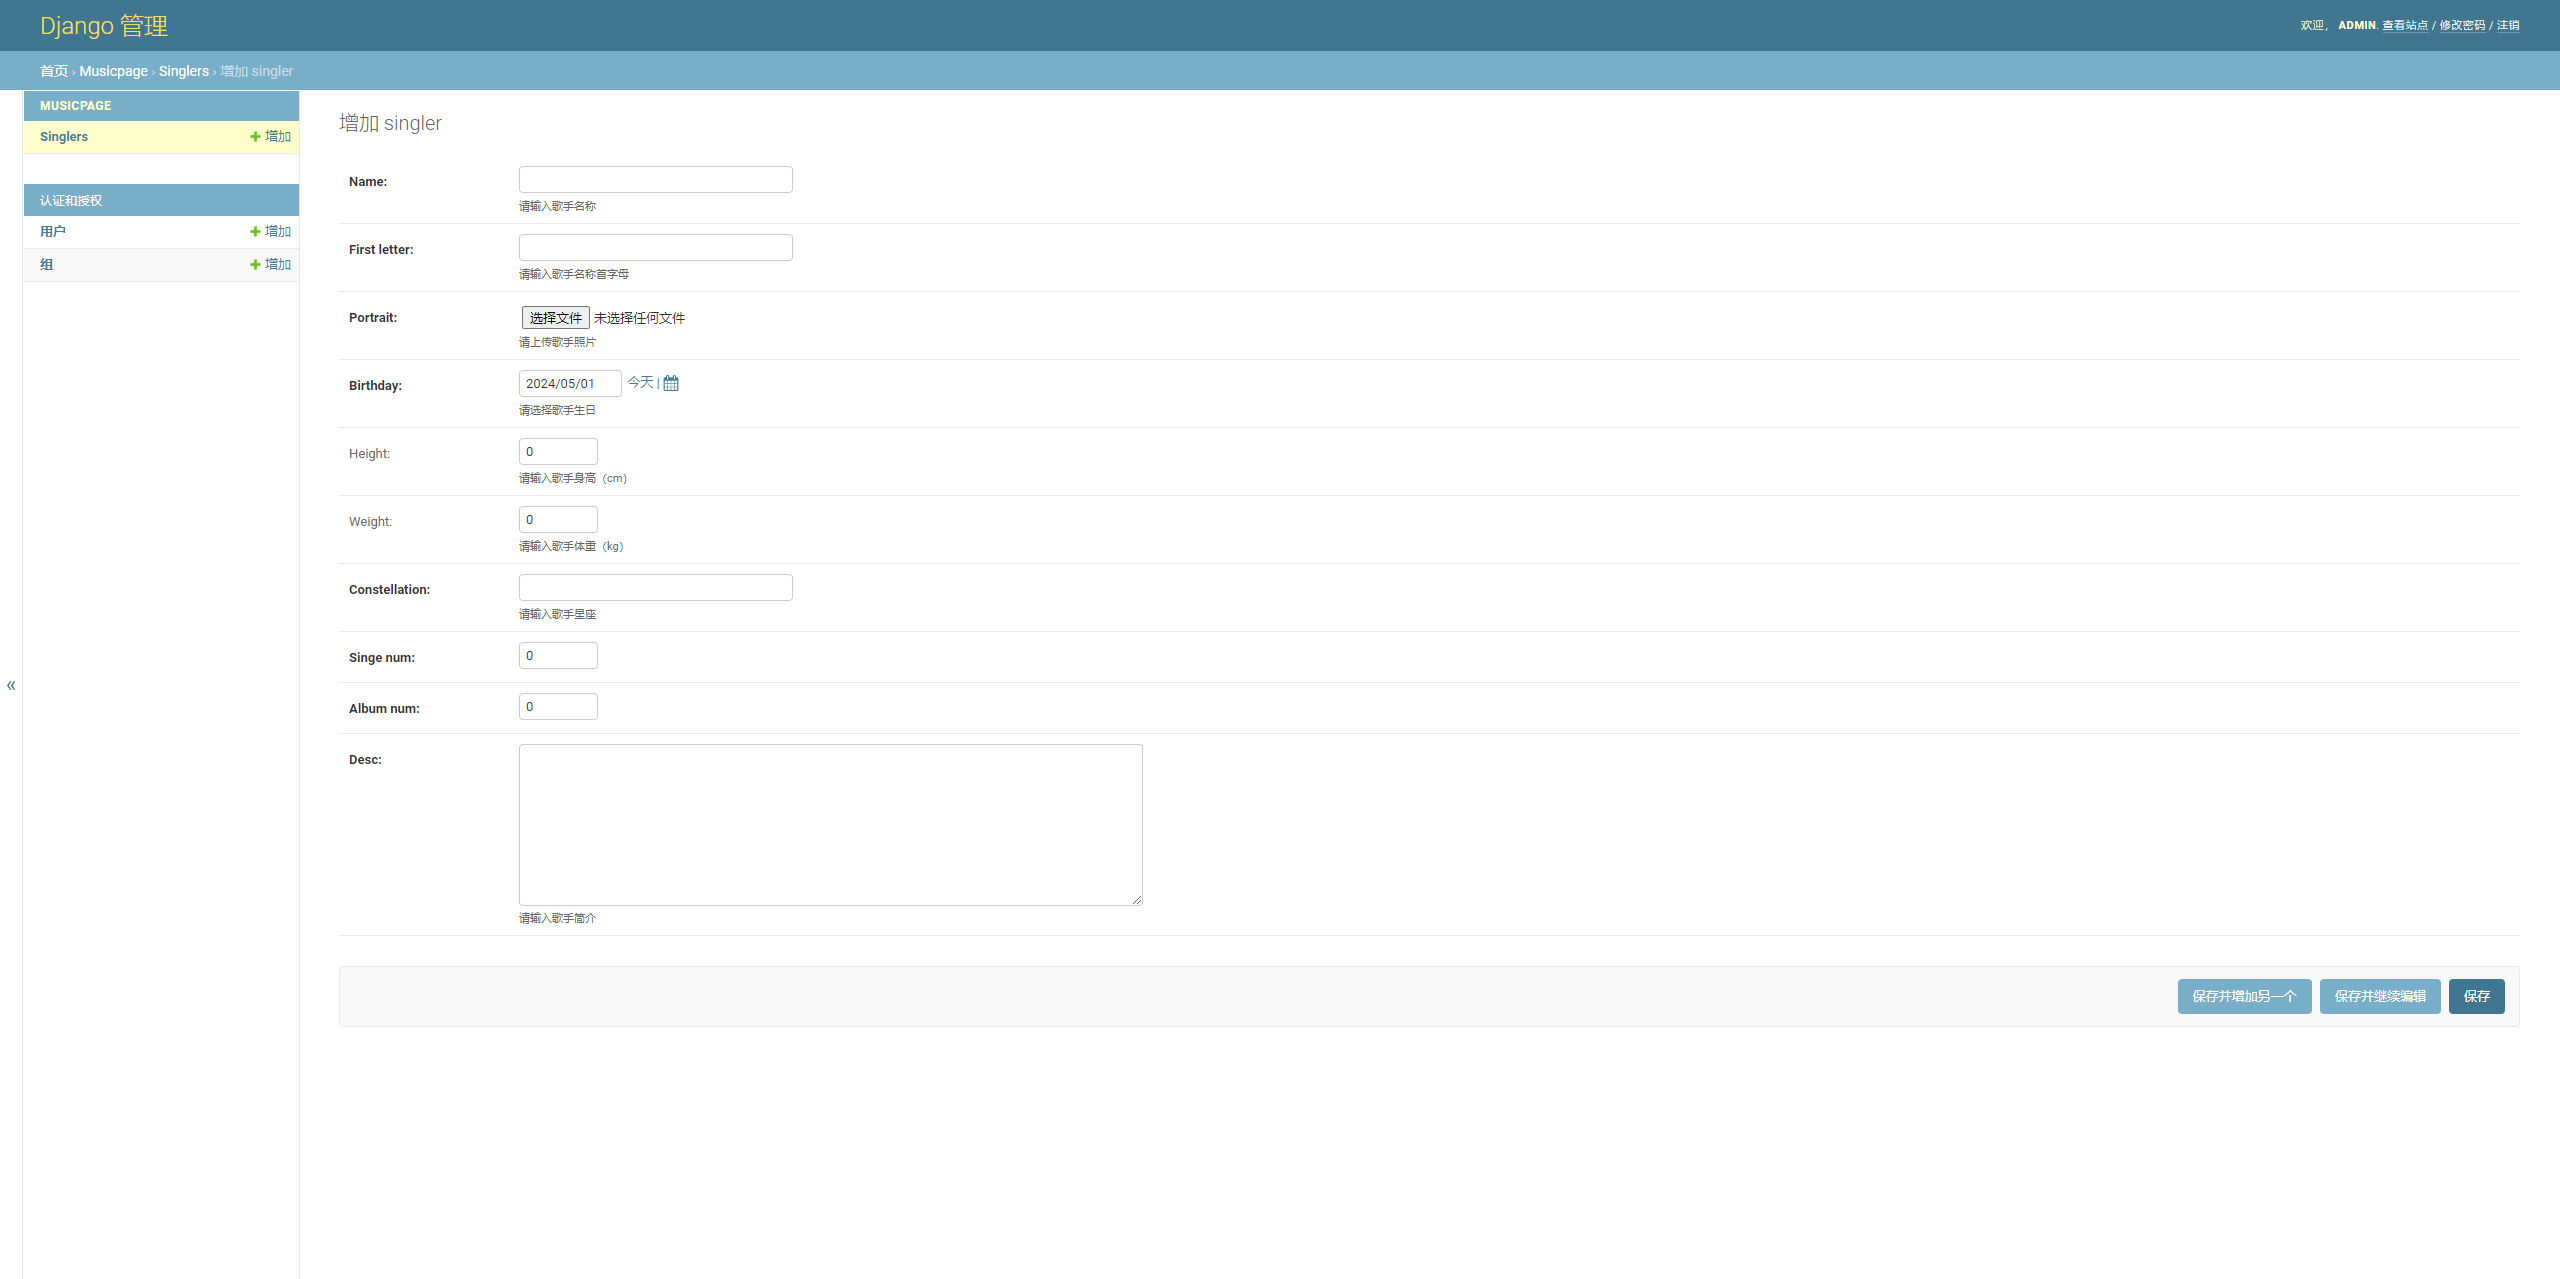 Django 管理
欢迎， ADMIN. 查看站点 / 修改密码 / 注销
首页 › Musicpage › Singlers › 增加 singler
MUSICPAGE
Singlers 增加
认证和授权
用户 增加
组 增加
«
增加 singler
Name:
请输入歌手名称
First letter:
请输入歌手名称首字母
Portrait: 选择文件 未选择任何文件
请上传歌手照片
Birthday: 2024/05/01 今天 |
请选择歌手生日
Height: 0
请输入歌手身高（cm）
Weight: 0
请输入歌手体重（kg）
Constellation:
请输入歌手星座
Singe num: 0
Album num: 0
Desc:
请输入歌手简介
保存并增加另一个 保存并继续编辑 保存